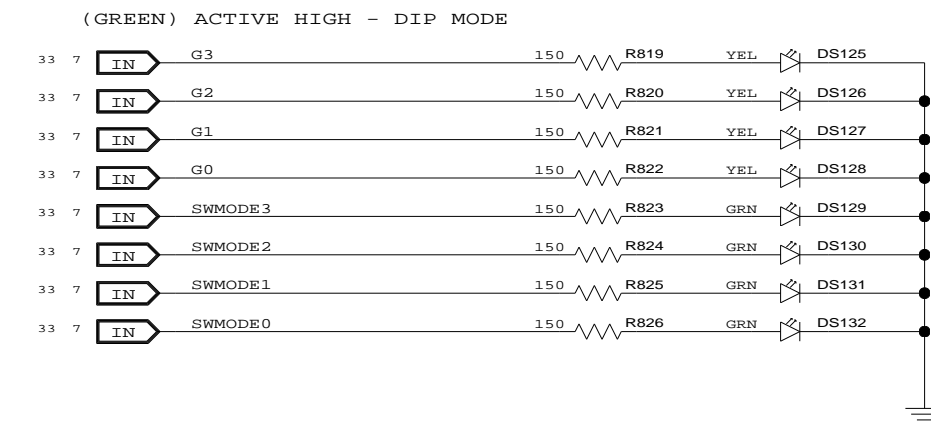 (GREEN) ACTIVE HIGH - DIP MODE
33 7 IN G3 150 R819 YEL DS125
33 7 IN G2 150 R820 YEL DS126
33 7 IN G1 150 R821 YEL DS127
33 7 IN G0 150 R822 YEL DS128
33 7 IN SWMODE3 150 R823 GRN DS129
33 7 IN SWMODE2 150 R824 GRN DS130
33 7 IN SWMODE1 150 R825 GRN DS131
33 7 IN SWMODE0 150 R826 GRN DS132